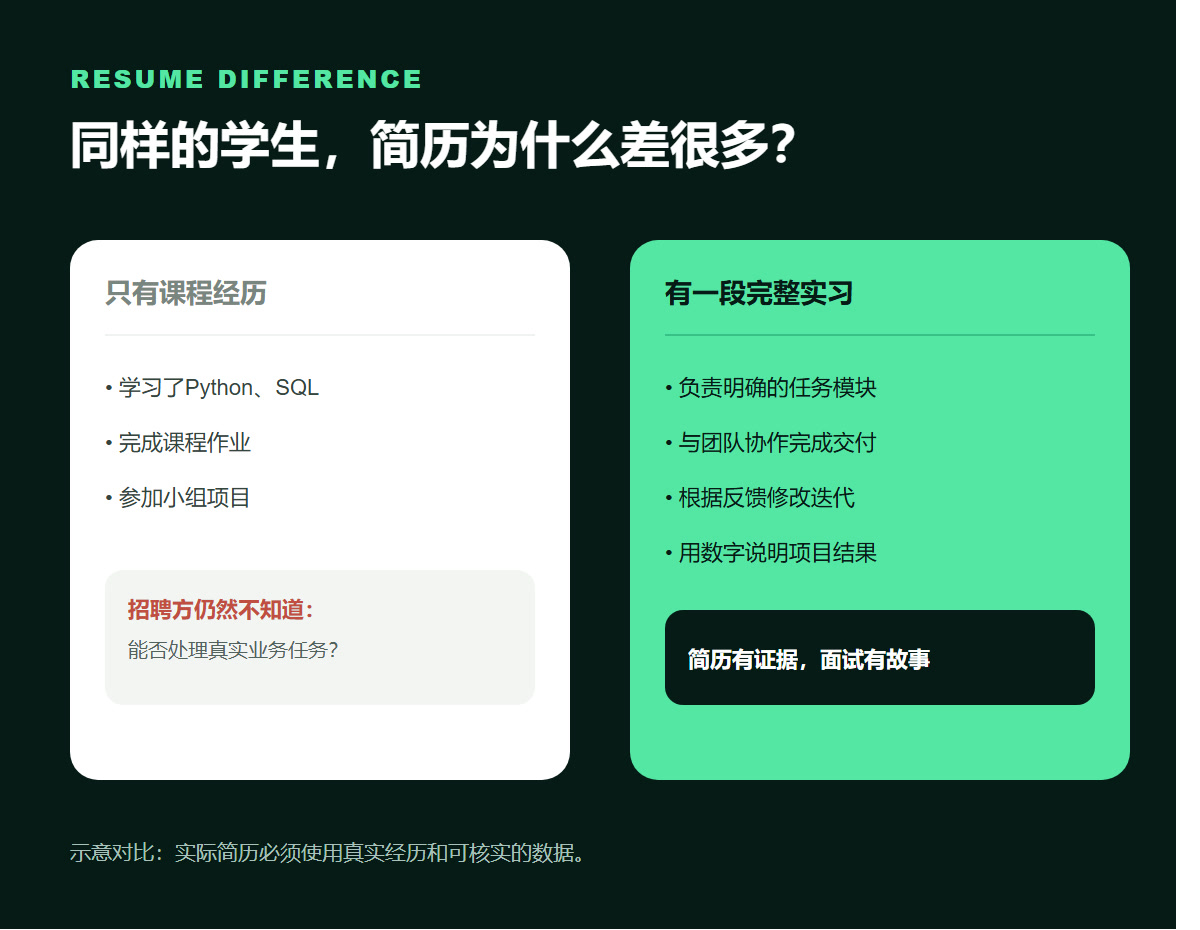 RESUME DIFFERENCE
同样的学生，简历为什么差很多？
只有课程经历
• 学习了Python、SQL
• 完成课程作业
• 参加小组项目
招聘方仍然不知道：
能否处理真实业务任务？
有一段完整实习
• 负责明确的任务模块
• 与团队协作完成交付
• 根据反馈修改迭代
• 用数字说明项目结果
简历有证据，面试有故事
示意对比：实际简历必须使用真实经历和可核实的数据。